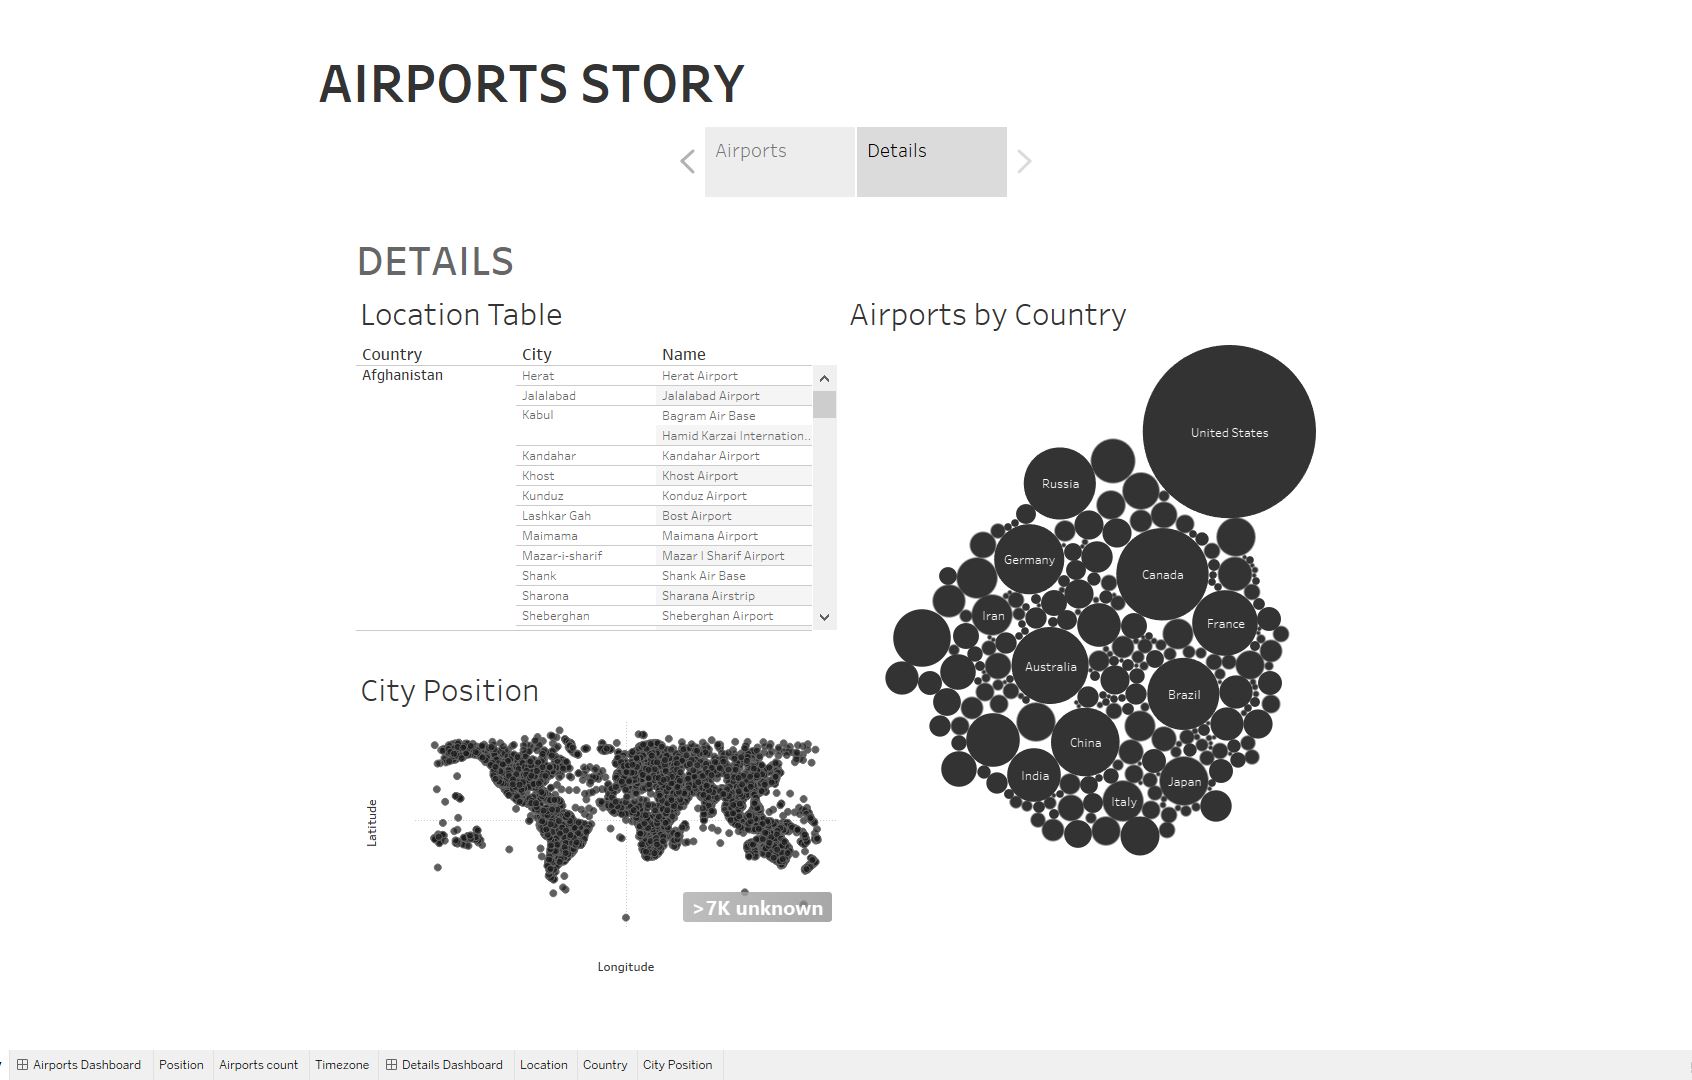 AIRPORTS STORY
Airports
Details
DETAILS
Location Table
Country City Name
Afghanistan Herat Herat Airport
Jalalabad Jalalabad Airport
Kabul Bagram Air Base
Hamid Karzai Internation..
Kandahar Kandahar Airport
Khost Khost Airport
Kunduz Konduz Airport
Lashkar Gah Bost Airport
Maimama Maimana Airport
Mazar-i-sharif Mazar I Sharif Airport
Shank Shank Air Base
Sharona Sharana Airstrip
Sheberghan Sheberghan Airport
Airports by Country
United States
Russia
Germany
Canada
Iran
France
Australia
Brazil
China
India
Japan
Italy
City Position
Latitude
>7K unknown
Longitude
Airports Dashboard Position Airports count Timezone Details Dashboard Location Country City Position